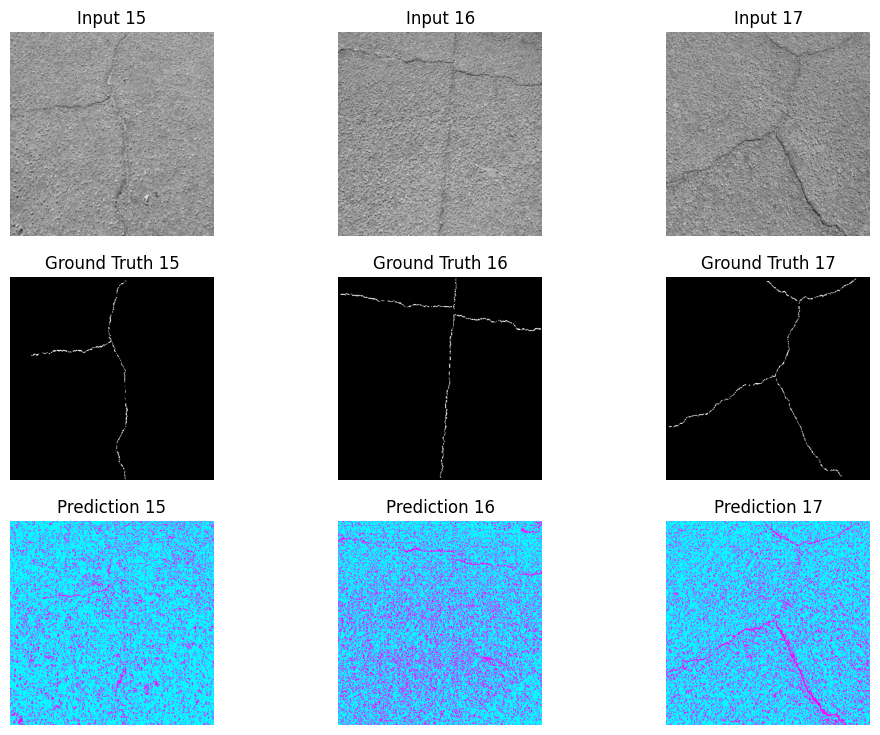 Input 15
Input 16
Input 17
Ground Truth 15
Ground Truth 16
Ground Truth 17
Prediction 15
Prediction 16
Prediction 17